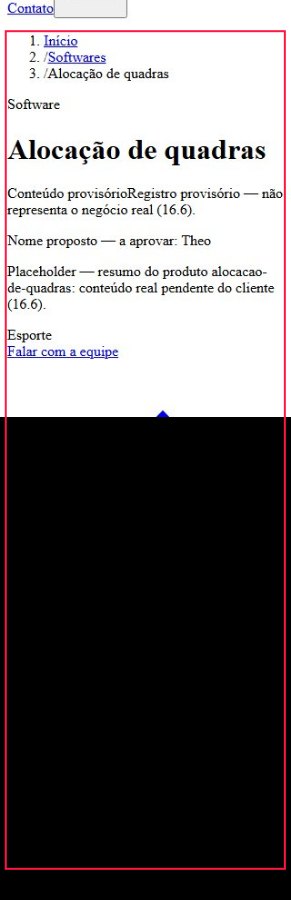 Contato
1. Início
2. /Softwares
3. /Alocação de quadras
Software
Alocação de quadras
Conteúdo provisórioRegistro provisório — não
representa o negócio real (16.6).
Nome proposto — a aprovar: Theo
Placeholder — resumo do produto alocacao-
de-quadras: conteúdo real pendente do cliente
(16.6).
Esporte
Falar com a equipe